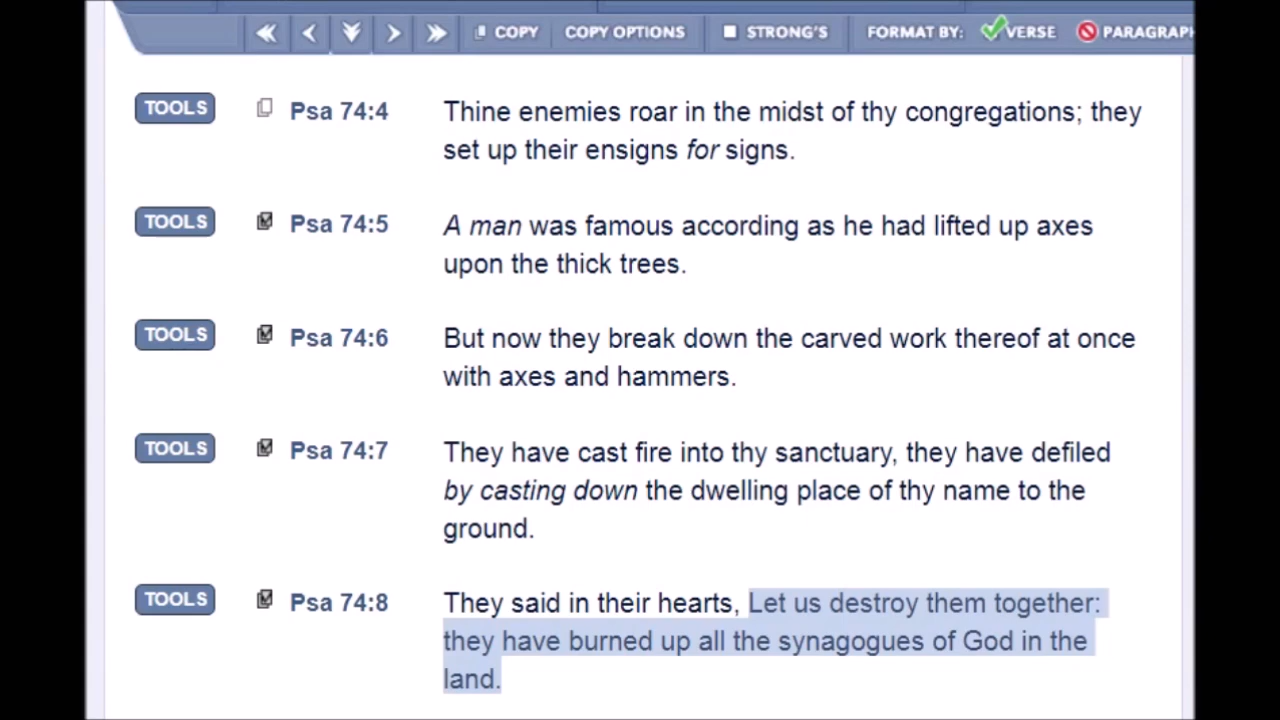 COPY COPY OPTIONS STRONG'S FORMAT BY: VERSE PARAGRAPH
TOOLS Psa 74:4 Thine enemies roar in the midst of thy congregations; they
set up their ensigns for signs.
TOOLS Psa 74:5 A man was famous according as he had lifted up axes
upon the thick trees.
TOOLS Psa 74:6 But now they break down the carved work thereof at once
with axes and hammers.
TOOLS Psa 74:7 They have cast fire into thy sanctuary, they have defiled
by casting down the dwelling place of thy name to the
ground.
TOOLS Psa 74:8 They said in their hearts, Let us destroy them together:
they have burned up all the synagogues of God in the
land.